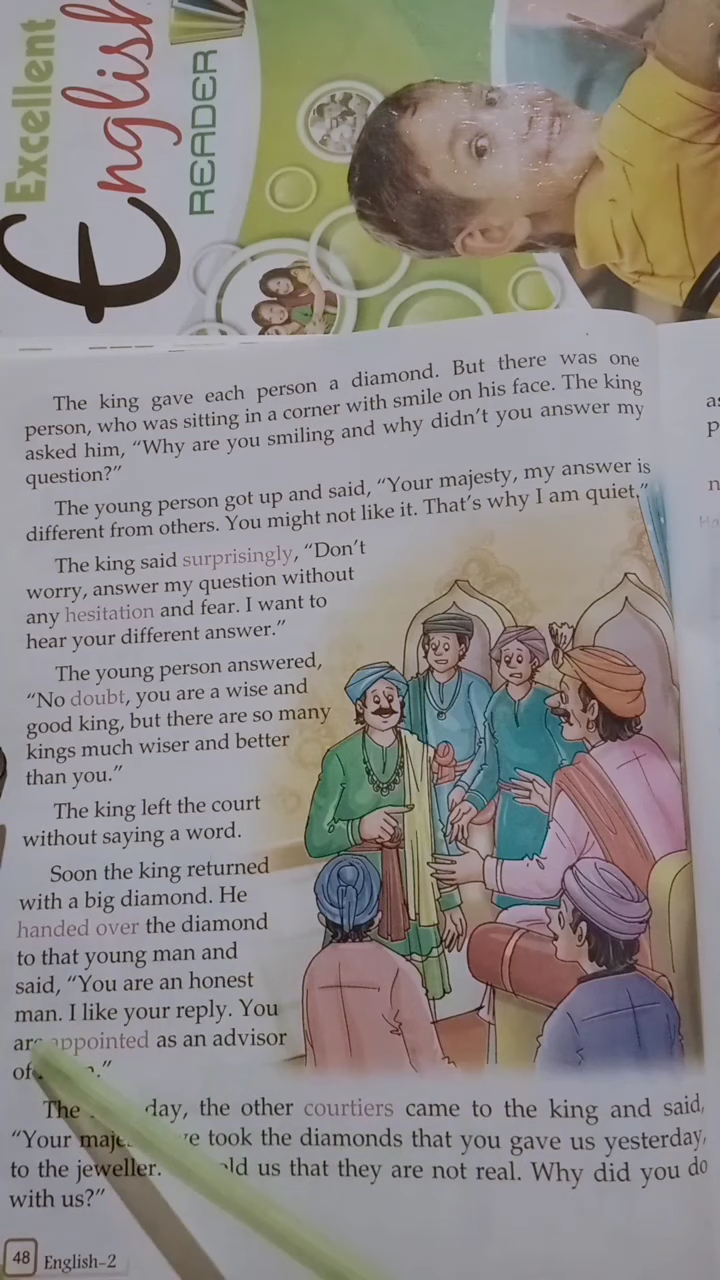 Excellent
English
READER
The king gave each person a diamond. But there was one
person, who was sitting in a corner with smile on his face. The king
asked him, “Why are you smiling and why didn’t you answer my
question?”
The young person got up and said, “Your majesty, my answer is
different from others. You might not like it. That’s why I am quiet.”
The king said surprisingly, “Don’t
worry, answer my question without
any hesitation and fear. I want to
hear your different answer.”
The young person answered,
“No doubt, you are a wise and
good king, but there are so many
kings much wiser and better
than you.”
The king left the court
without saying a word.
Soon the king returned
with a big diamond. He
handed over the diamond
to that young man and
said, “You are an honest
man. I like your reply. You
are appointed as an advisor
of
The day, the other courtiers came to the king and said,
“Your took the diamonds that you gave us yesterday,
to the jeweller. us that they are not real. Why did you do
with us?”
48 English–2